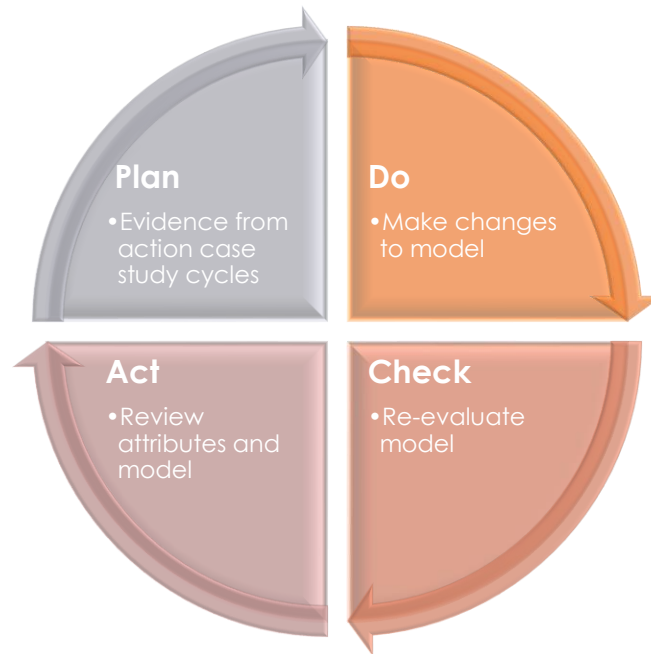 Plan
•Evidence from
action case
study cycles
Do
•Make changes
to model
Act
•Review
attributes and
model
Check
•Re-evaluate
model